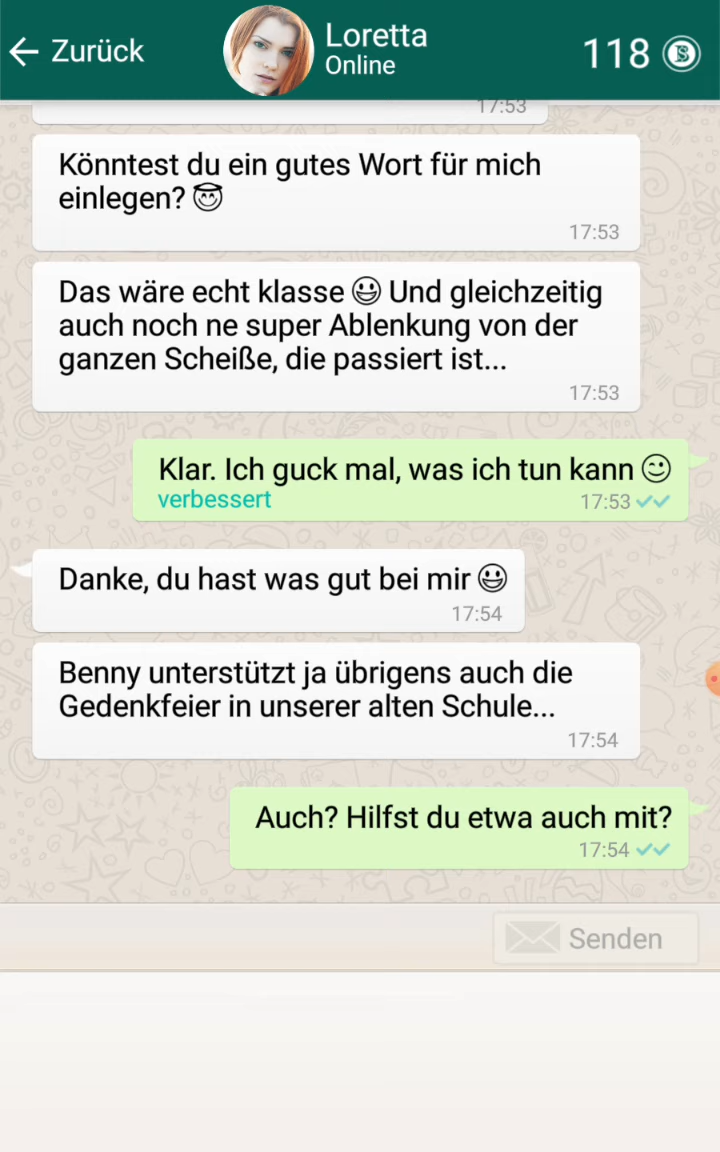 Zurück
Loretta
Online
118
17:53
Könntest du ein gutes Wort für mich
einlegen? 😇
17:53
Das wäre echt klasse 😃 Und gleichzeitig
auch noch ne super Ablenkung von der
ganzen Scheiße, die passiert ist...
17:53
Klar. Ich guck mal, was ich tun kann 😉
verbessert
17:53
Danke, du hast was gut bei mir 😃
17:54
Benny unterstützt ja übrigens auch die
Gedenkfeier in unserer alten Schule...
17:54
Auch? Hilfst du etwa auch mit?
17:54
Senden